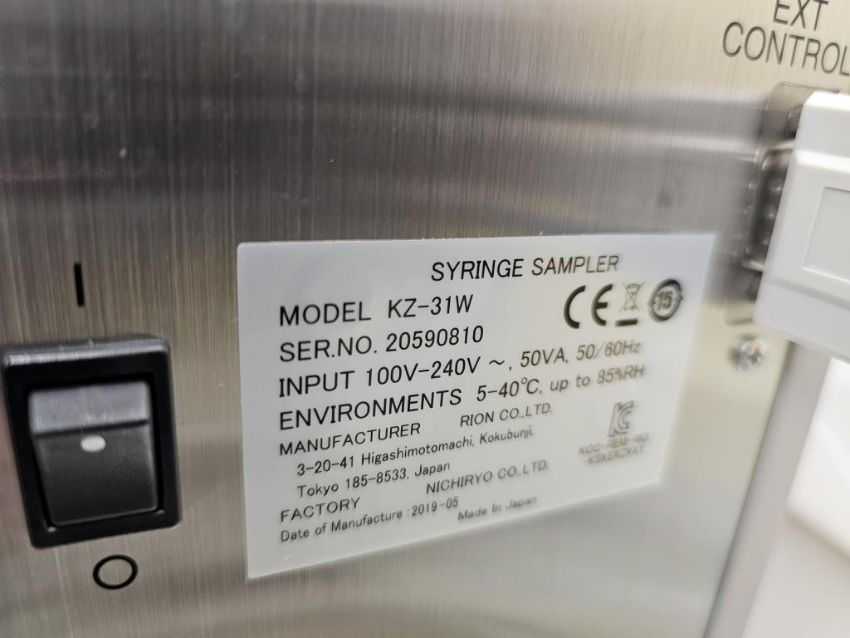 EXT
CONTROL
SYRINGE SAMPLER
MODEL KZ-31W
SER.NO. 20590810
INPUT 100V-240V ~, 50VA, 50/60Hz
ENVIRONMENTS 5-40℃, up to 85%RH
MANUFACTURER RION CO.,LTD.
3-20-41 Higashimotomachi, Kokubunji,
Tokyo 185-8533, Japan
FACTORY NICHIRYO CO.,LTD.
Date of Manufacture : 2019-05 Made In Japan
CE
15